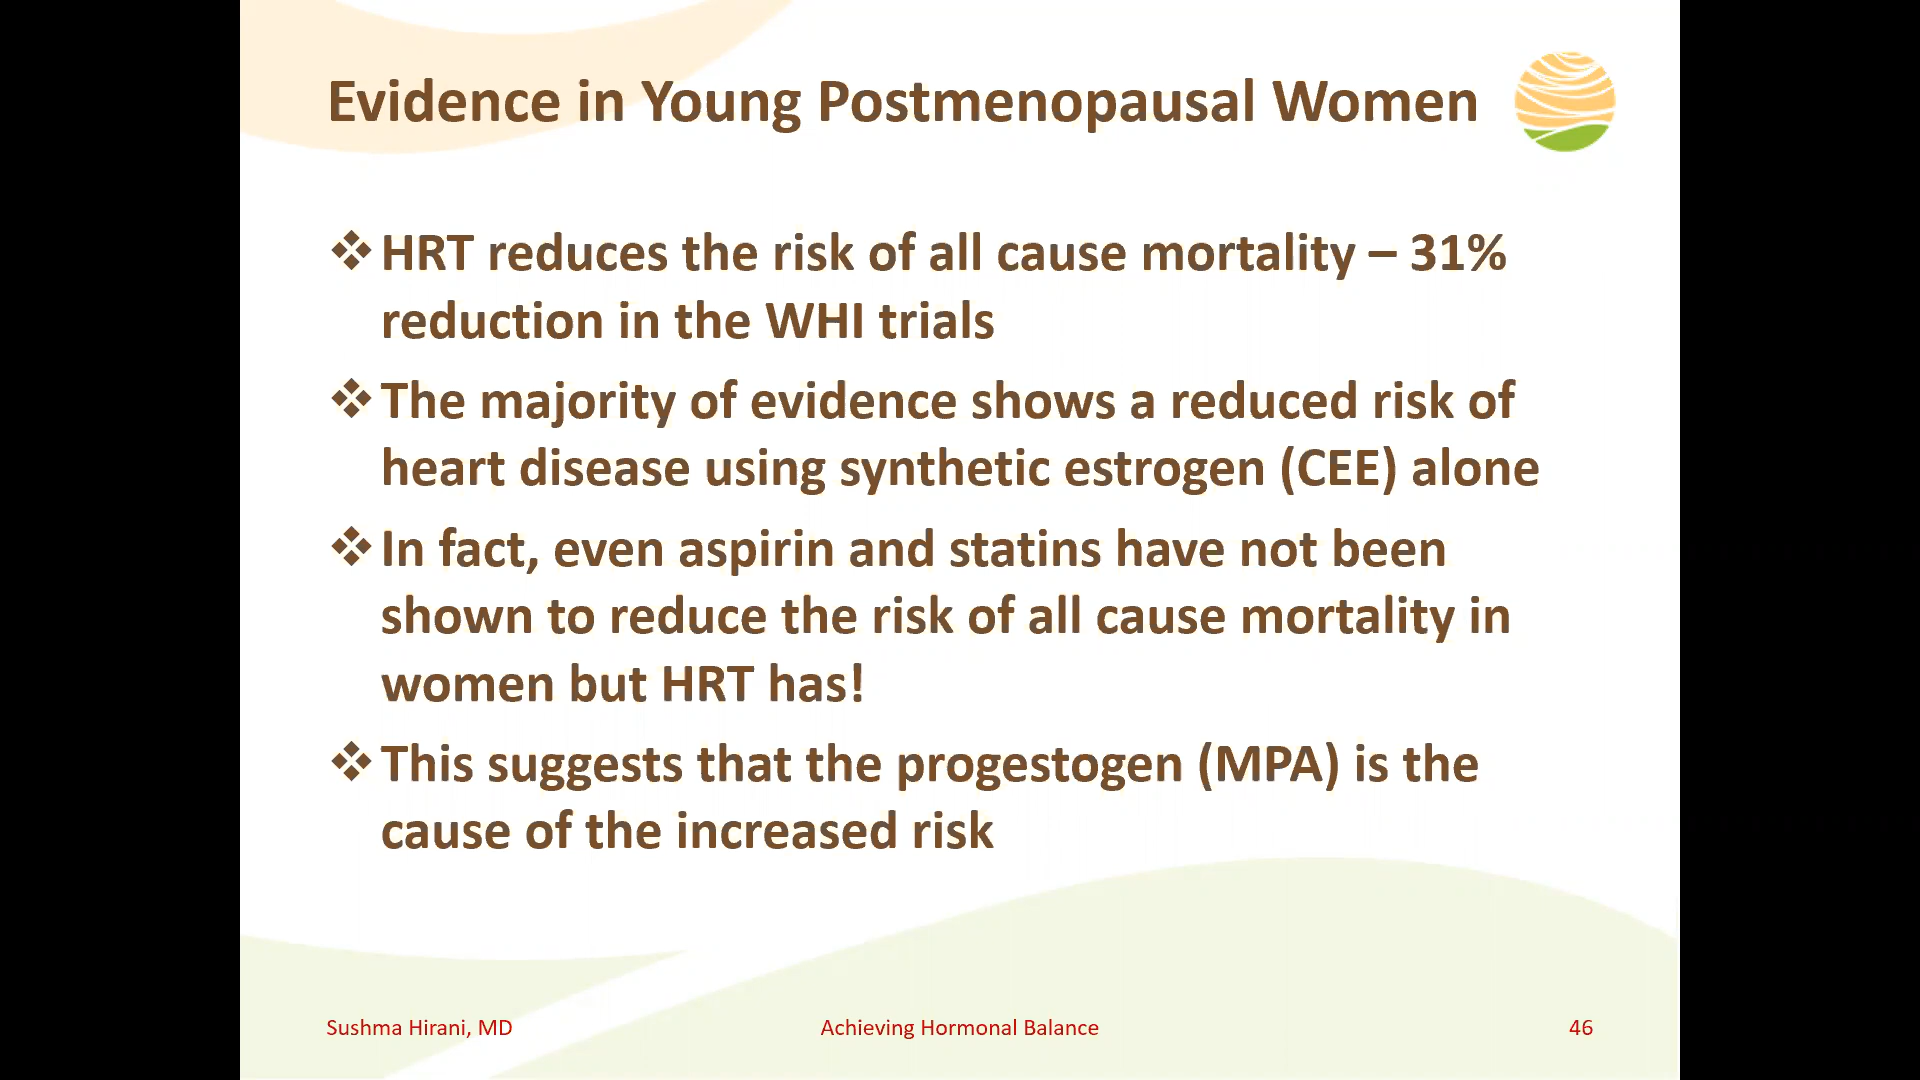 Evidence in Young Postmenopausal Women
❖HRT reduces the risk of all cause mortality – 31%
reduction in the WHI trials
❖The majority of evidence shows a reduced risk of
heart disease using synthetic estrogen (CEE) alone
❖In fact, even aspirin and statins have not been
shown to reduce the risk of all cause mortality in
women but HRT has!
❖This suggests that the progestogen (MPA) is the
cause of the increased risk
Sushma Hirani, MD
Achieving Hormonal Balance
46